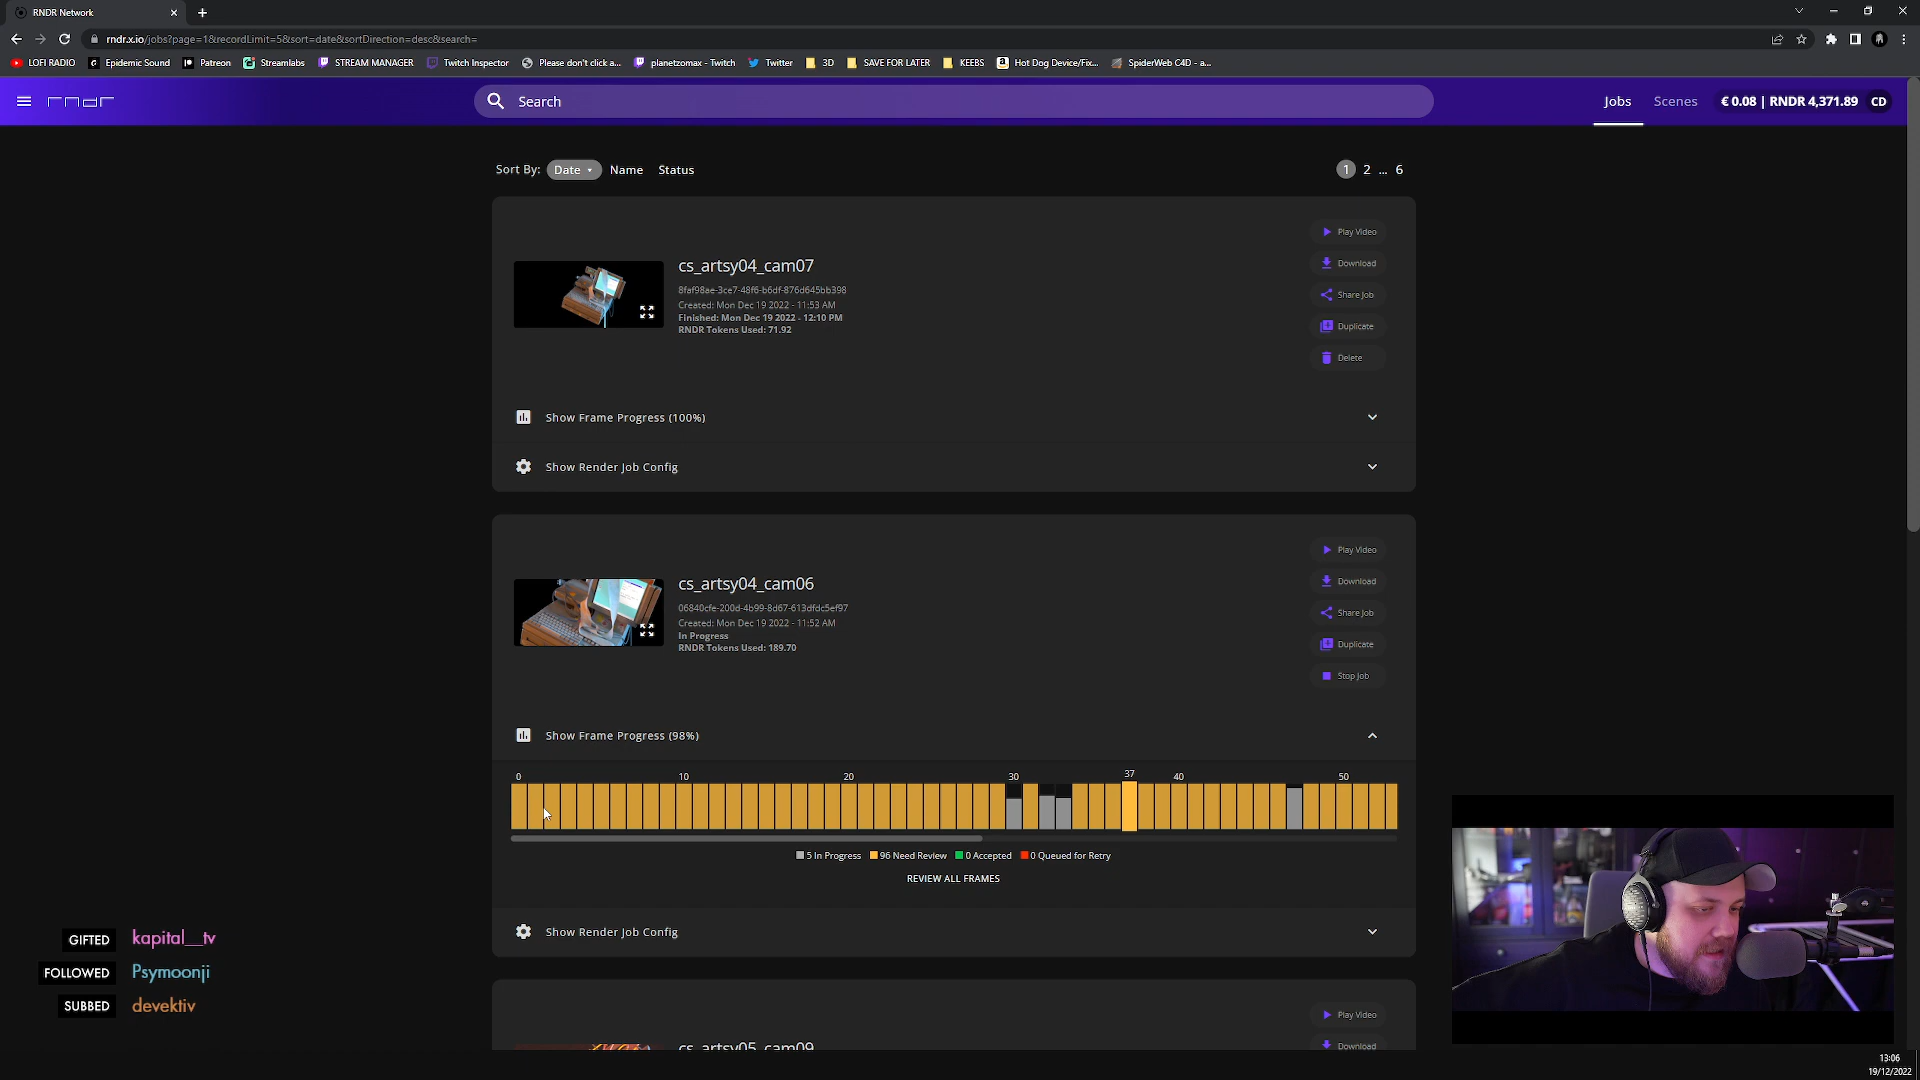 RNDR Network
rndr.x.io/jobs?page=1&recordLimit=5&sort=date&sortDirection=desc&search=
LOFI RADIO Epidemic Sound Patreon Streamlabs STREAM MANAGER Twitch Inspector Please don't click a... planetzomax - Twitch Twitter 3D SAVE FOR LATER KEEBS Hot Dog Device/Fix... SpiderWeb C4D - a...
rndr Search Jobs Scenes € 0.08 | RNDR 4,371.89 CD
Sort By: Date Name Status 1 2 ... 6
Play Video
cs_artsy04_cam07
Download
8faf98ae-3ce7-48f6-b6df-876d645bb398
Share Job
Created: Mon Dec 19 2022 - 11:53 AM
Finished: Mon Dec 19 2022 - 12:10 PM
Duplicate
RNDR Tokens Used: 71.92
Delete
Show Frame Progress (100%)
Show Render Job Config
Play Video
cs_artsy04_cam06
Download
06840cfe-200d-4b99-8d67-613dfdc5ef97
Share Job
Created: Mon Dec 19 2022 - 11:52 AM
In Progress
Duplicate
RNDR Tokens Used: 189.70
Stop Job
Show Frame Progress (98%)
0 10 20 30 37 40 50
5 In Progress 96 Need Review 0 Accepted 0 Queued for Retry
REVIEW ALL FRAMES
Show Render Job Config
GIFTED kapital__tv
FOLLOWED Psymoonji
SUBBED devektiv
Play Video
cs_artsy05_cam09
Download
13:06
19/12/2022